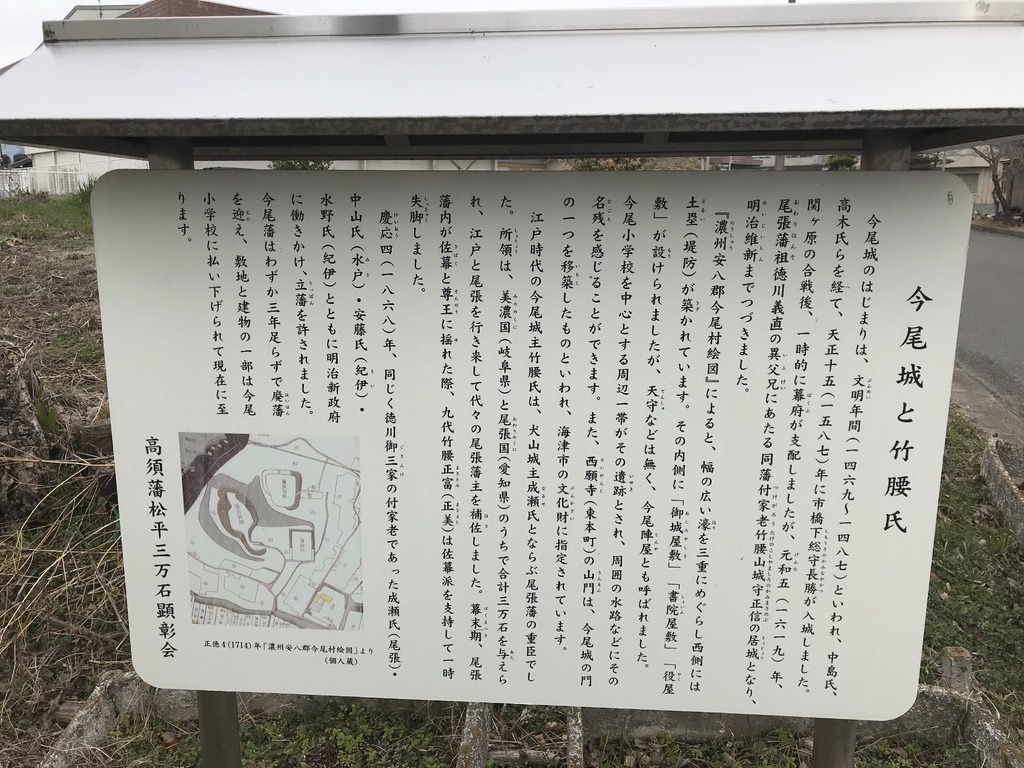 今尾城と竹腰氏
今尾城のはじまりは、文明年間(一四六九~一四八七)といわれ、中島氏、
高木氏らを経て、天正十五(一五八七)年に市橋下総守長勝が入城しました。
関ヶ原の合戦後、一時的に幕府が支配しましたが、元和五(一六一九)年、
尾張藩祖徳川義直の異父兄にあたる同藩付家老竹腰山城守正信の居城となり、
明治維新までつづきました。
『濃州安八郡今尾村絵図』によると、幅の広い濠を三重にめぐらし西側には
土塁(堤防)が築かれています。その内側に「御城屋敷」「書院屋敷」「役屋
敷」が設けられましたが、天守などは無く、今尾陣屋とも呼ばれました。
今尾小学校を中心とする周辺一帯がその遺跡とされ、周囲の水路などにその
名残を感じることができます。また、西願寺(東本町)の山門は、今尾城の門
の一つを移築したものといわれ、海津市の文化財に指定されています。
江戸時代の今尾城主竹腰氏は、犬山城主成瀬氏とならぶ尾張藩の重臣でし
た。所領は、美濃国(岐阜県)と尾張国(愛知県)のうちで合計三万石を与えら
れ、江戸と尾張を行き来して代々の尾張藩主を補佐しました。幕末期、尾張
藩内が佐幕と尊王に揺れた際、九代竹腰正富(正美)は佐幕派を支持して一時
失脚しました。
慶応四(一八六八)年、同じく徳川御三家の付家老であった成瀬氏(尾張)・
中山氏(水戸)・安藤氏(紀伊)・
水野氏(紀伊)とともに明治新政府
に働きかけ、立藩を許されました。
今尾藩はわずか三年足らずで廃藩
を迎え、敷地と建物の一部は今尾
小学校に払い下げられて現在に至
ります。
正徳4(1714)年「濃州安八郡今尾村絵図」より
(個人蔵)
高須藩松平三万石顕彰会